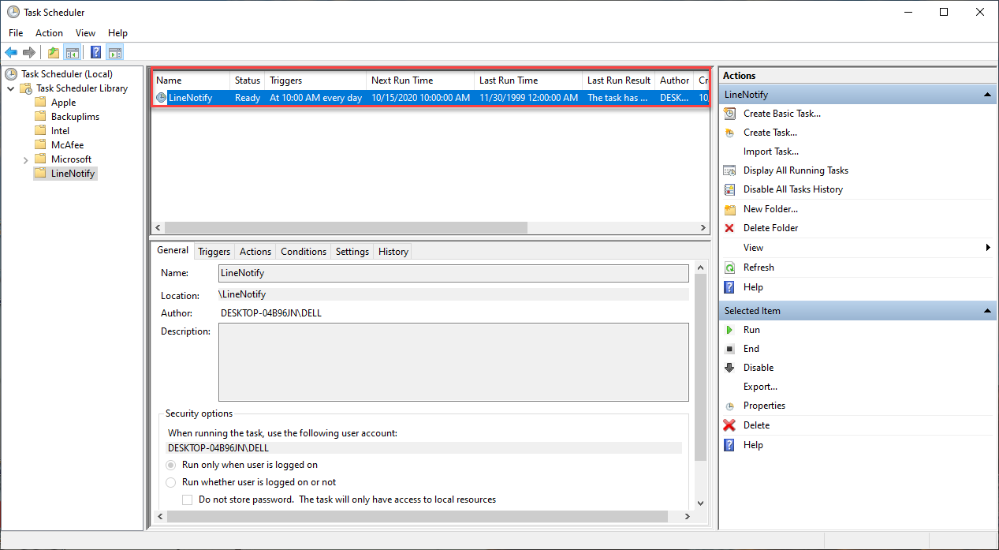 Task Scheduler
File Action View Help
Task Scheduler (Local)
Task Scheduler Library
Apple
Backuplims
Intel
McAfee
Microsoft
LineNotify
Name Status Triggers Next Run Time Last Run Time Last Run Result Author Cr
LineNotify Ready At 10:00 AM every day 10/15/2020 10:00:00 AM 11/30/1999 12:00:00 AM The task has ... DESK... 10
General Triggers Actions Conditions Settings History
Name: LineNotify
Location: \LineNotify
Author: DESKTOP-04B96JN\DELL
Description:
Security options
When running the task, use the following user account:
DESKTOP-04B96JN\DELL
Run only when user is logged on
Run whether user is logged on or not
Do not store password. The task will only have access to local resources
Actions
LineNotify
Create Basic Task...
Create Task...
Import Task...
Display All Running Tasks
Disable All Tasks History
New Folder...
Delete Folder
View
Refresh
Help
Selected Item
Run
End
Disable
Export...
Properties
Delete
Help